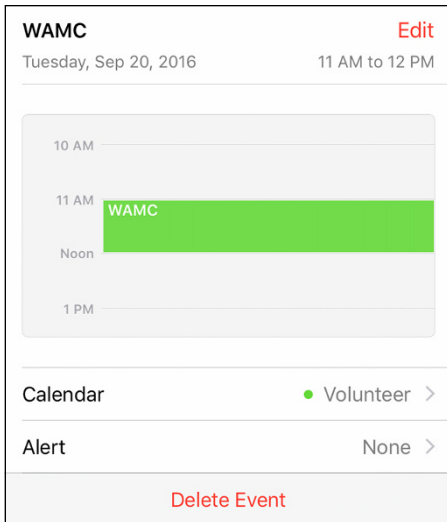 WAMC Edit
Tuesday, Sep 20, 2016 11 AM to 12 PM
10 AM
11 AM
WAMC
Noon
1 PM
Calendar Volunteer >
Alert None >
Delete Event